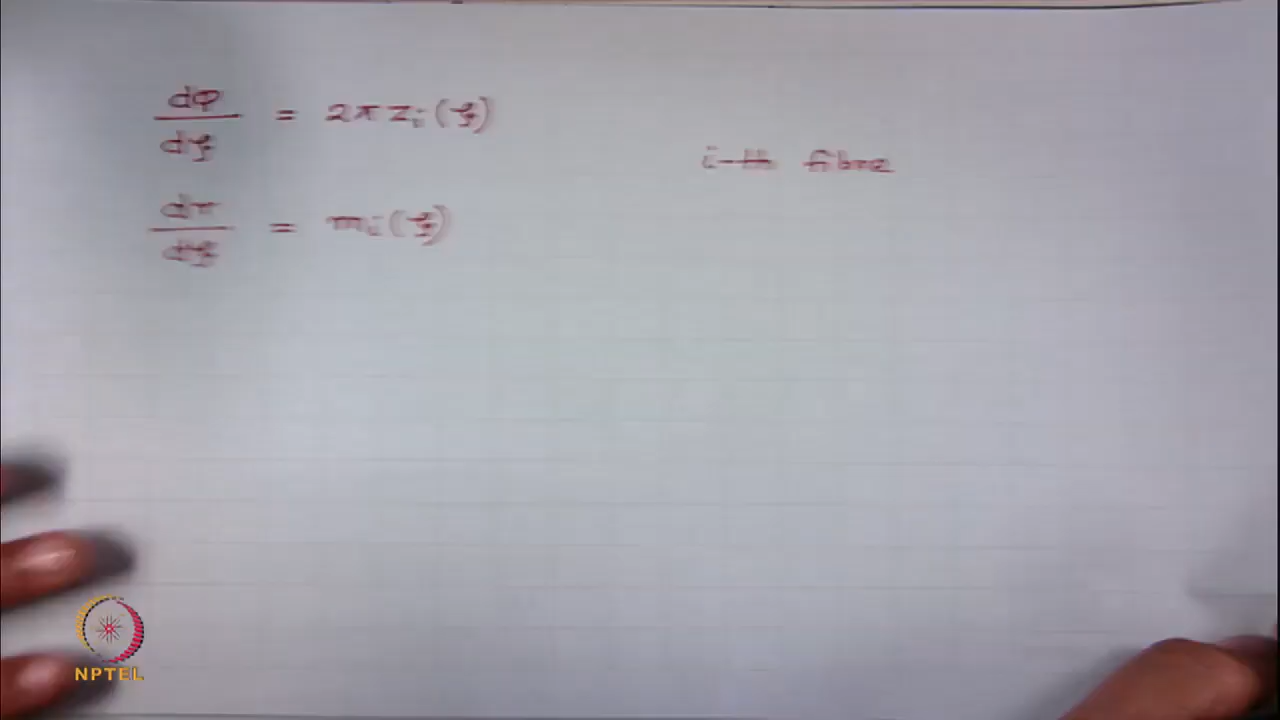 dφ/dξ = 2π z_i(ξ)
i-th fibre
dr/dξ = m_i(ξ)
NPTEL